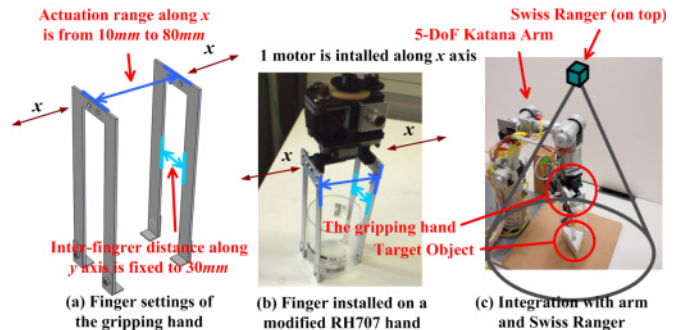 Actuation range along x
is from 10mm to 80mm
x
x
Inter-fingrer distance along
y axis is fixed to 30mm
(a) Finger settings of
the gripping hand
1 motor is intalled along x axis
x
x
(b) Finger installed on a
modified RH707 hand
Swiss Ranger (on top)
5-DoF Katana Arm
The gripping hand
Target Object
(c) Integration with arm
and Swiss Ranger